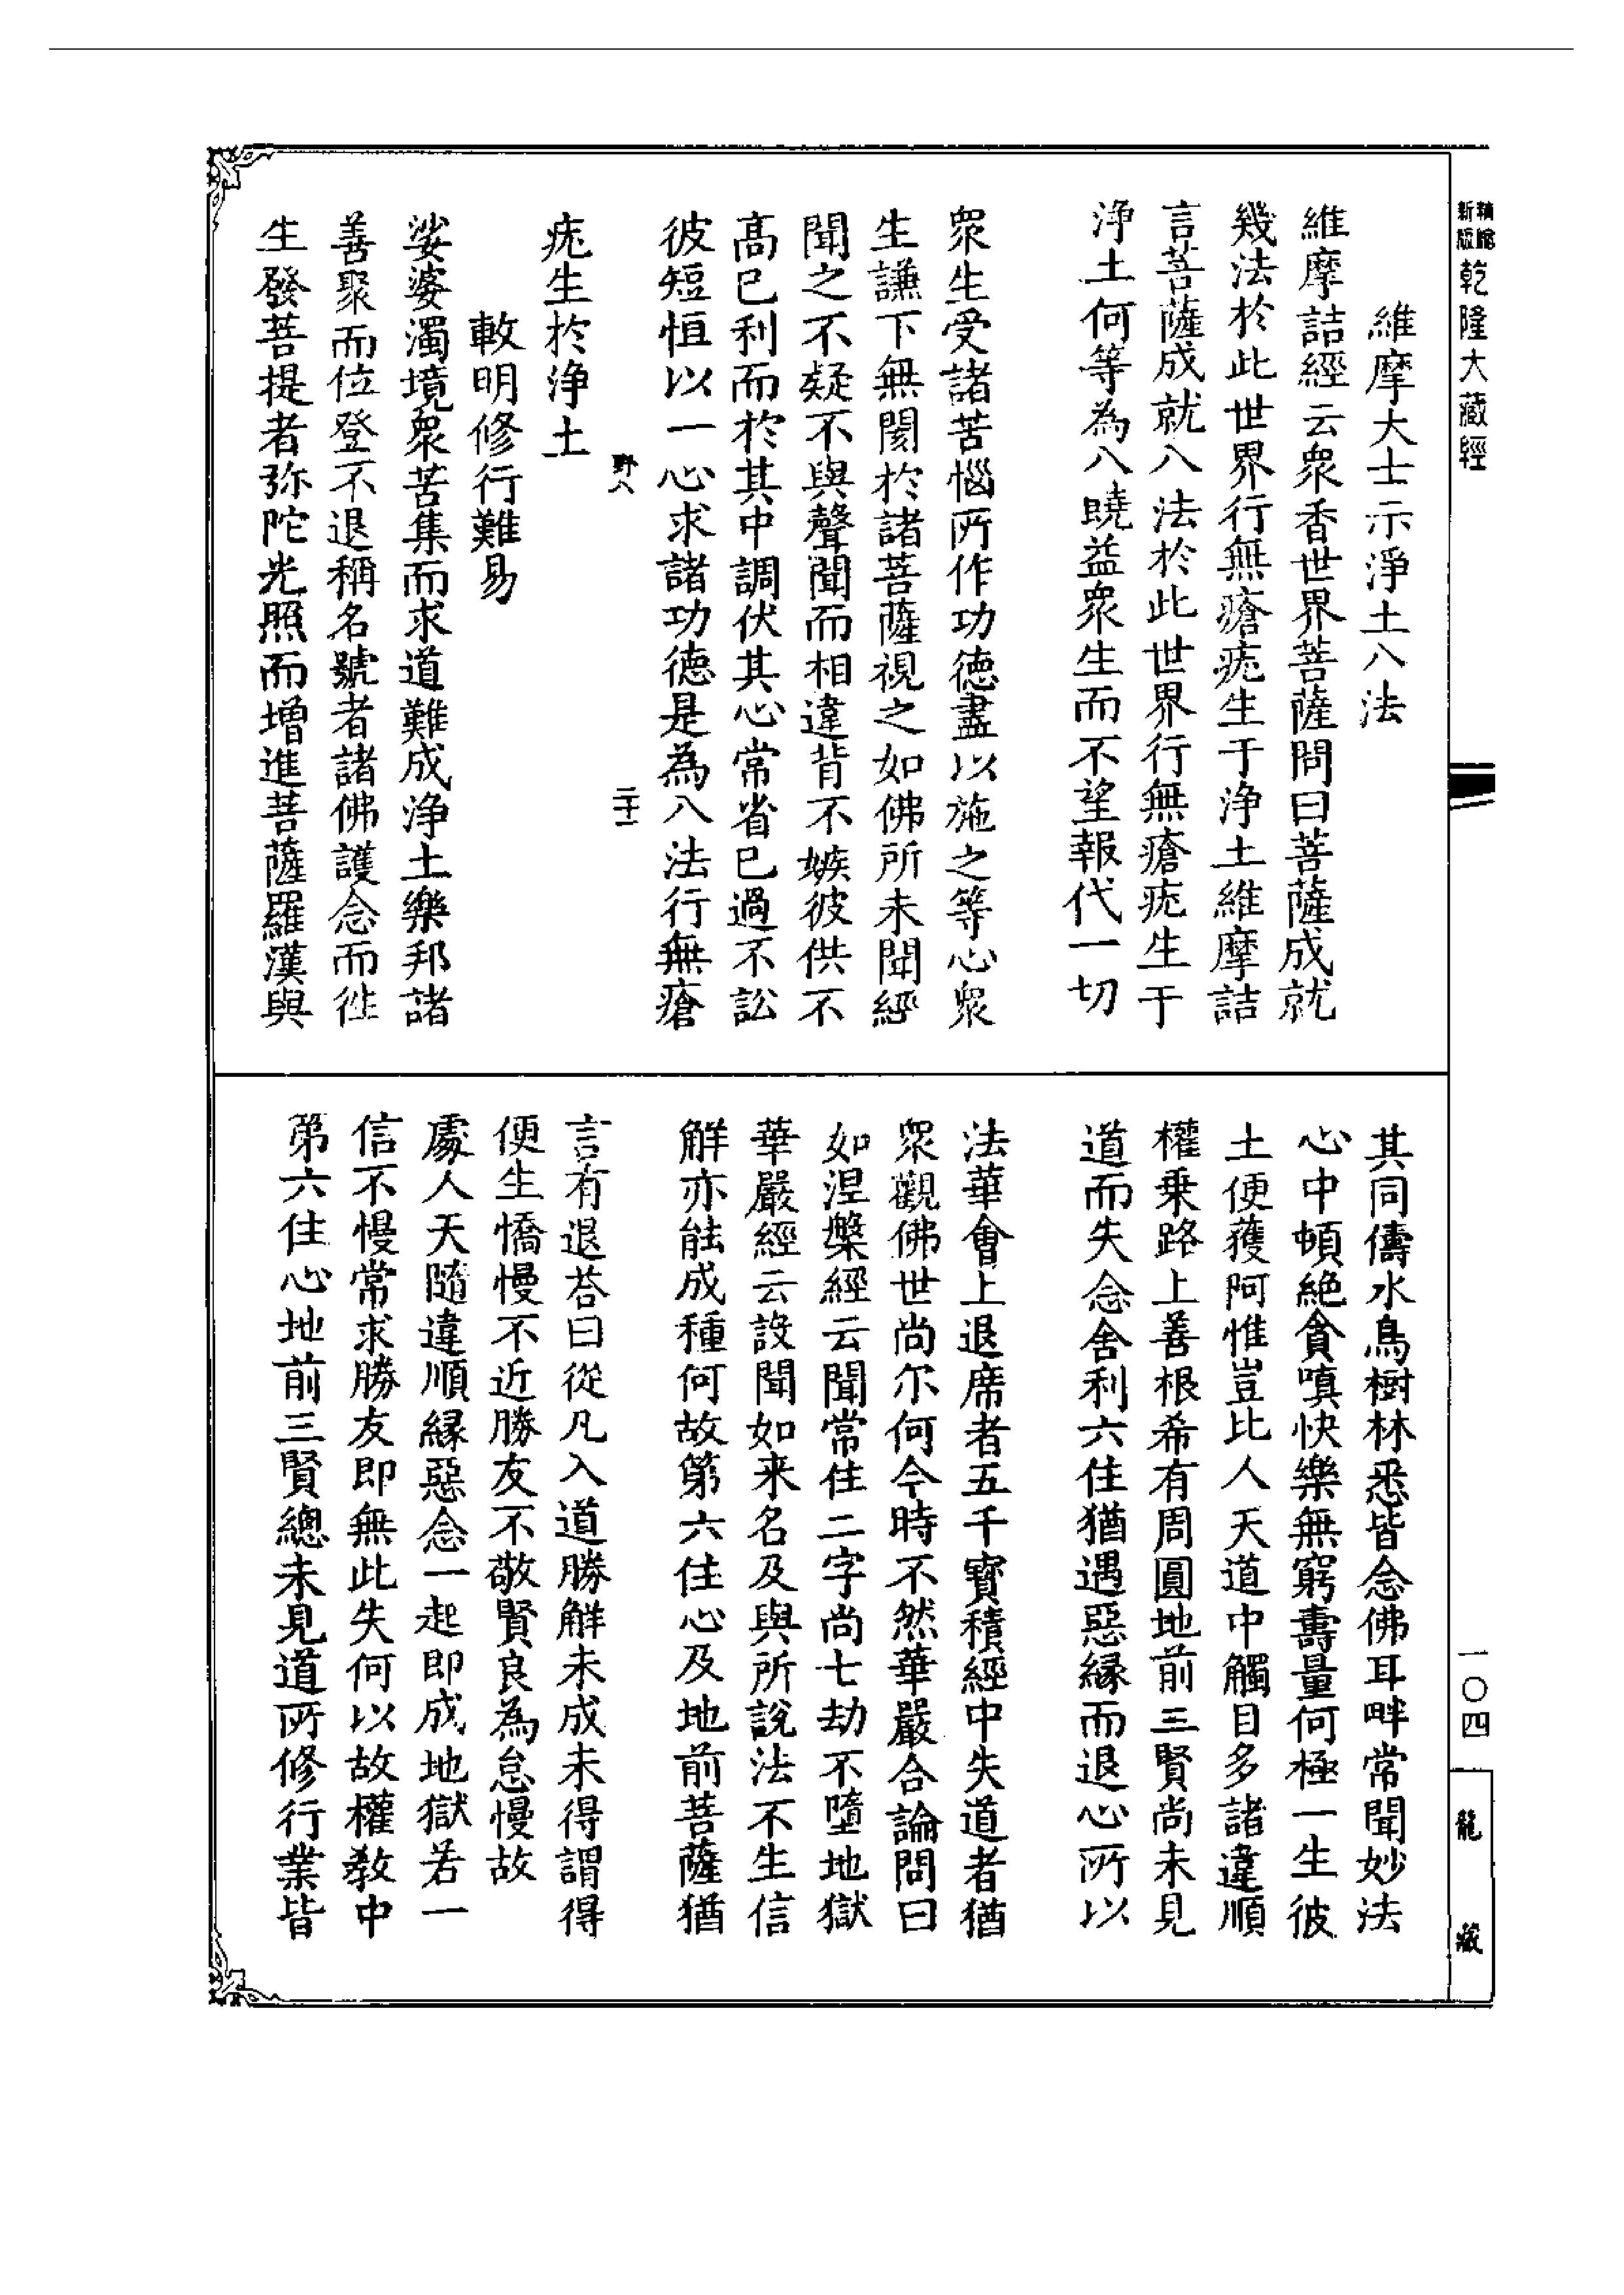 新精
版縮
乾隆大藏經
維摩大士示淨土八法
維摩詰經云衆香世界菩薩問曰菩薩成就
幾法於此世界行無瘡疣生于淨土維摩詰
言菩薩成就八法於此世界行無瘡疣生于
淨土何等為八曉益衆生而不望報代一切
衆生受諸苦惱所作功德盡以施之等心衆
生謙下無閡於諸菩薩視之如佛所未聞經
聞之不疑不與聲聞而相違背不嫉彼供不
高已利而於其中調伏其心常省已過不訟
彼短恒以一心求諸功德是為八法行無瘡
野八
二十一
疣生於淨土
較明修行難易
娑婆濁境衆苦集而求道難成淨土樂邦諸
善聚而位登不退稱名號者諸佛護念而徃
生發菩提者弥陀光照而增進菩薩羅漢與
其同儔水鳥樹林悉皆念佛耳畔常聞妙法
心中頓絕貪嗔快樂無窮壽量何極一生彼
土便獲阿惟豈比人天道中觸目多諸違順
權乗路上善根希有周圓地前三賢尚未見
道而失念舍利六住猶遇惡縁而退心所以
法華會上退席者五千寶積經中失道者猶
衆觀佛世尚尔何今時不然華嚴合論問曰
如涅槃經云聞常住二字尚七劫不墮地獄
華嚴經云設聞如来名及與所說法不生信
解亦能成種何故第六住心及地前菩薩猶
言有退荅曰從凡入道勝解未成未得謂得
便生憍慢不近勝友不敬賢良為怠慢故
處人天隨違順縁惡念一起即成地獄若一
信不慢常求勝友即無此失何以故權教中
第六住心地前三賢總未見道所修行業皆
一〇四
龍藏